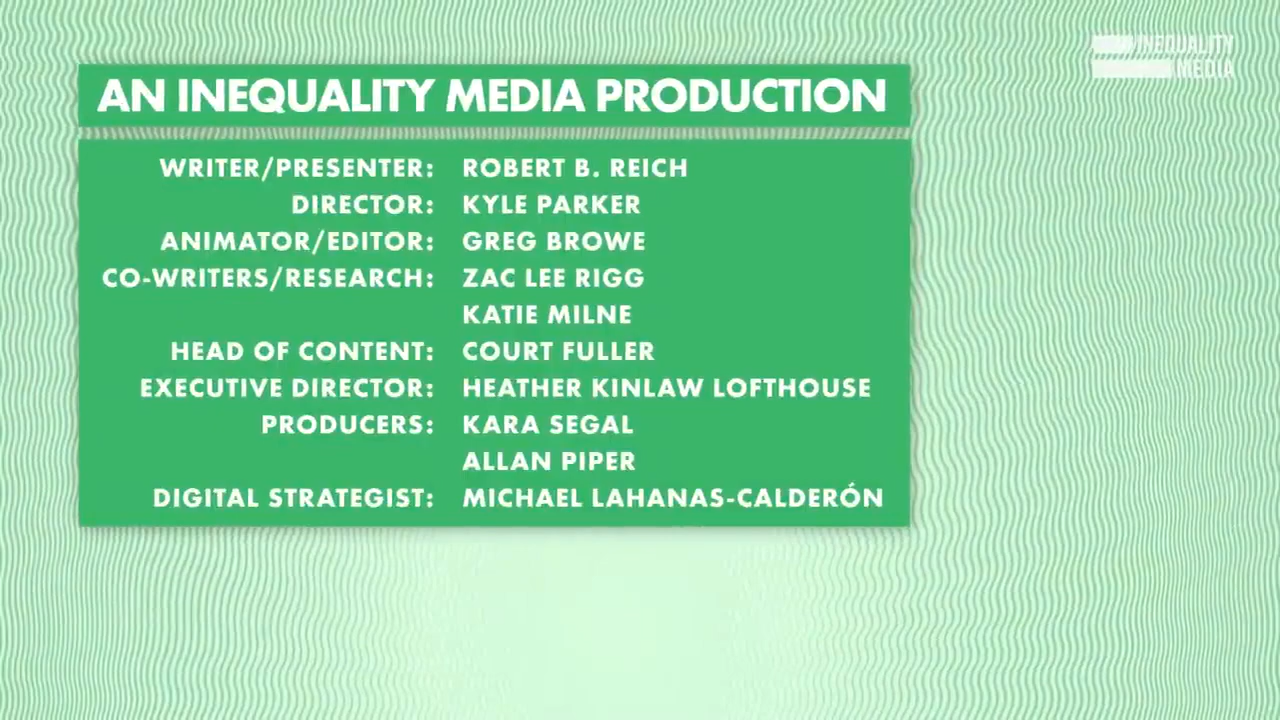 INEQUALITY
MEDIA
AN INEQUALITY MEDIA PRODUCTION
WRITER/PRESENTER: ROBERT B. REICH
DIRECTOR: KYLE PARKER
ANIMATOR/EDITOR: GREG BROWE
CO-WRITERS/RESEARCH: ZAC LEE RIGG
KATIE MILNE
HEAD OF CONTENT: COURT FULLER
EXECUTIVE DIRECTOR: HEATHER KINLAW LOFTHOUSE
PRODUCERS: KARA SEGAL
ALLAN PIPER
DIGITAL STRATEGIST: MICHAEL LAHANAS-CALDERÓN